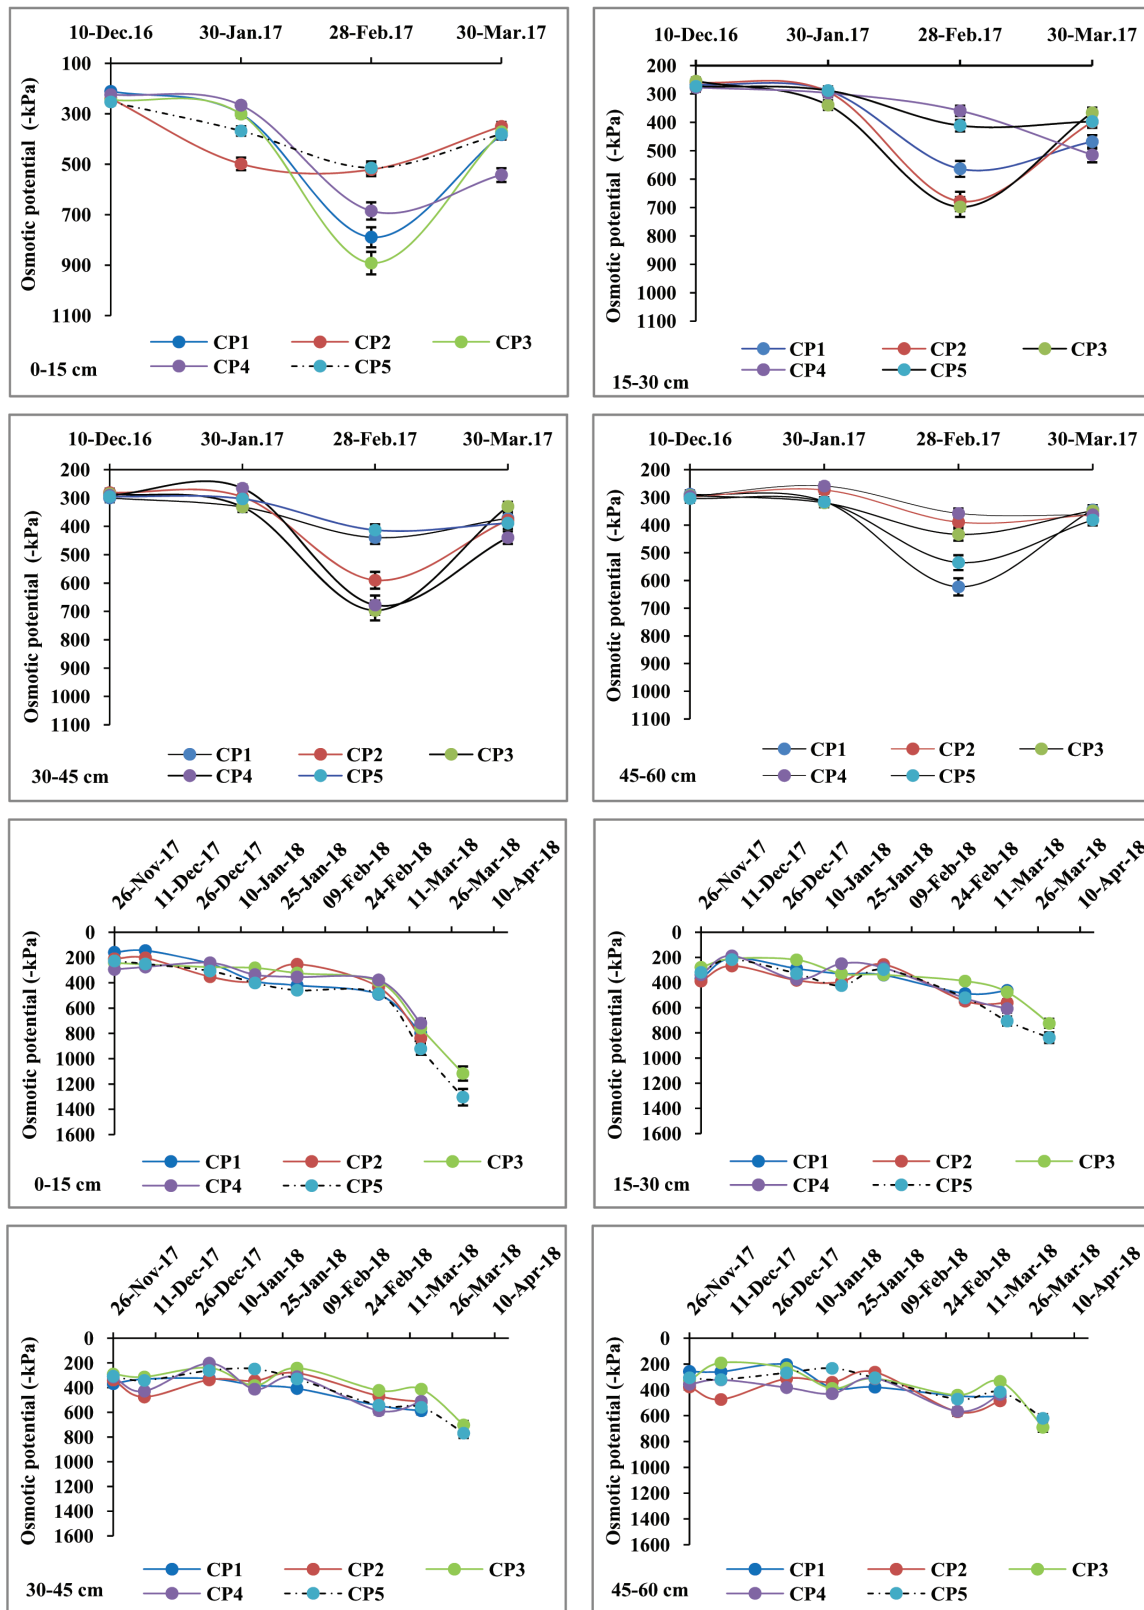 10-Dec.16 30-Jan.17 28-Feb.17 30-Mar.17
100
300
500
700
900
1100
Osmotic potential (-kPa)
CP1 CP2 CP3
CP4 CP5
0-15 cm
10-Dec.16 30-Jan.17 28-Feb.17 30-Mar.17
200
300
400
500
600
700
800
900
1000
1100
Osmotic potential (-kPa)
CP1 CP2 CP3
CP4 CP5
15-30 cm
10-Dec.16 30-Jan.17 28-Feb.17 30-Mar.17
200
300
400
500
600
700
800
900
1000
1100
Osmotic potential (-kPa)
CP1 CP2 CP3
CP4 CP5
30-45 cm
10-Dec.16 30-Jan.17 28-Feb.17 30-Mar.17
200
300
400
500
600
700
800
900
1000
1100
Osmotic potential (-kPa)
CP1 CP2 CP3
CP4 CP5
45-60 cm
26-Nov-17 11-Dec-17 26-Dec-17 10-Jan-18 25-Jan-18 09-Feb-18 24-Feb-18 11-Mar-18 26-Mar-18 10-Apr-18
0
200
400
600
800
1000
1200
1400
1600
Osmotic potential (-kPa)
CP1 CP2 CP3
CP4 CP5
0-15 cm
26-Nov-17 11-Dec-17 26-Dec-17 10-Jan-18 25-Jan-18 09-Feb-18 24-Feb-18 11-Mar-18 26-Mar-18 10-Apr-18
0
200
400
600
800
1000
1200
1400
1600
Osmotic potential (-kPa)
CP1 CP2 CP3
CP4 CP5
15-30 cm
26-Nov-17 11-Dec-17 26-Dec-17 10-Jan-18 25-Jan-18 09-Feb-18 24-Feb-18 11-Mar-18 26-Mar-18 10-Apr-18
0
200
400
600
800
1000
1200
1400
1600
Osmotic potential (-kPa)
CP1 CP2 CP3
CP4 CP5
30-45 cm
26-Nov-17 11-Dec-17 26-Dec-17 10-Jan-18 25-Jan-18 09-Feb-18 24-Feb-18 11-Mar-18 26-Mar-18 10-Apr-18
0
200
400
600
800
1000
1200
1400
1600
Osmotic potential (-kPa)
CP1 CP2 CP3
CP4 CP5
45-60 cm